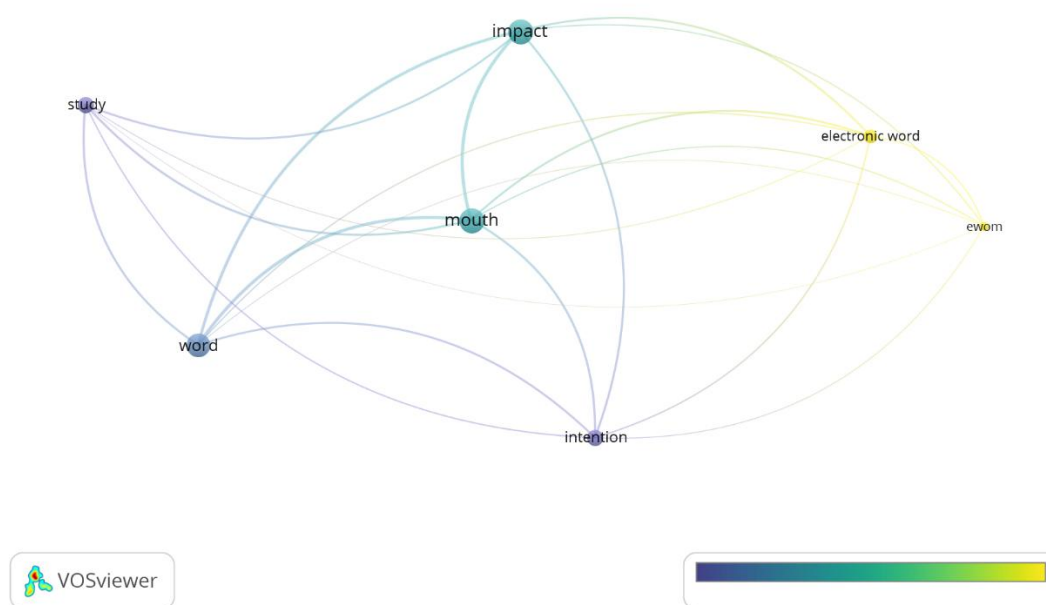 impact
study
electronic word
mouth
ewom
word
intention
VOSviewer